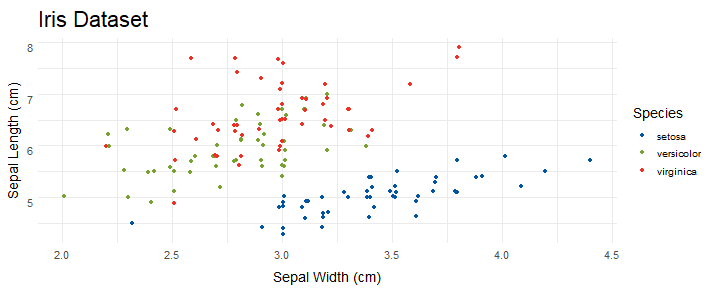 Iris Dataset
Sepal Length (cm)
8
7
6
5
2.0 2.5 3.0 3.5 4.0 4.5
Sepal Width (cm)
Species
setosa
versicolor
virginica